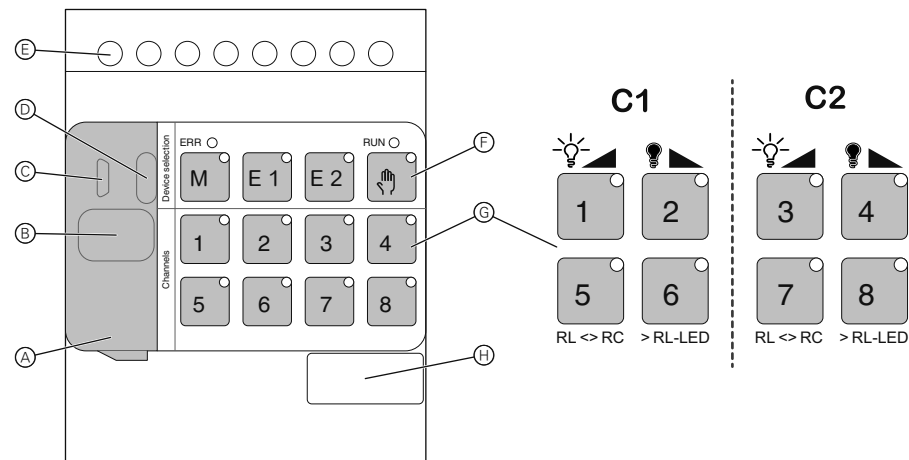 E
D
C
B
A
Device selection
Channels
ERR RUN
M E 1 E 2
1 2 3 4
5 6 7 8
F
G
H
C1
1 2
5 6
RL <> RC > RL-LED
C2
3 4
7 8
RL <> RC > RL-LED